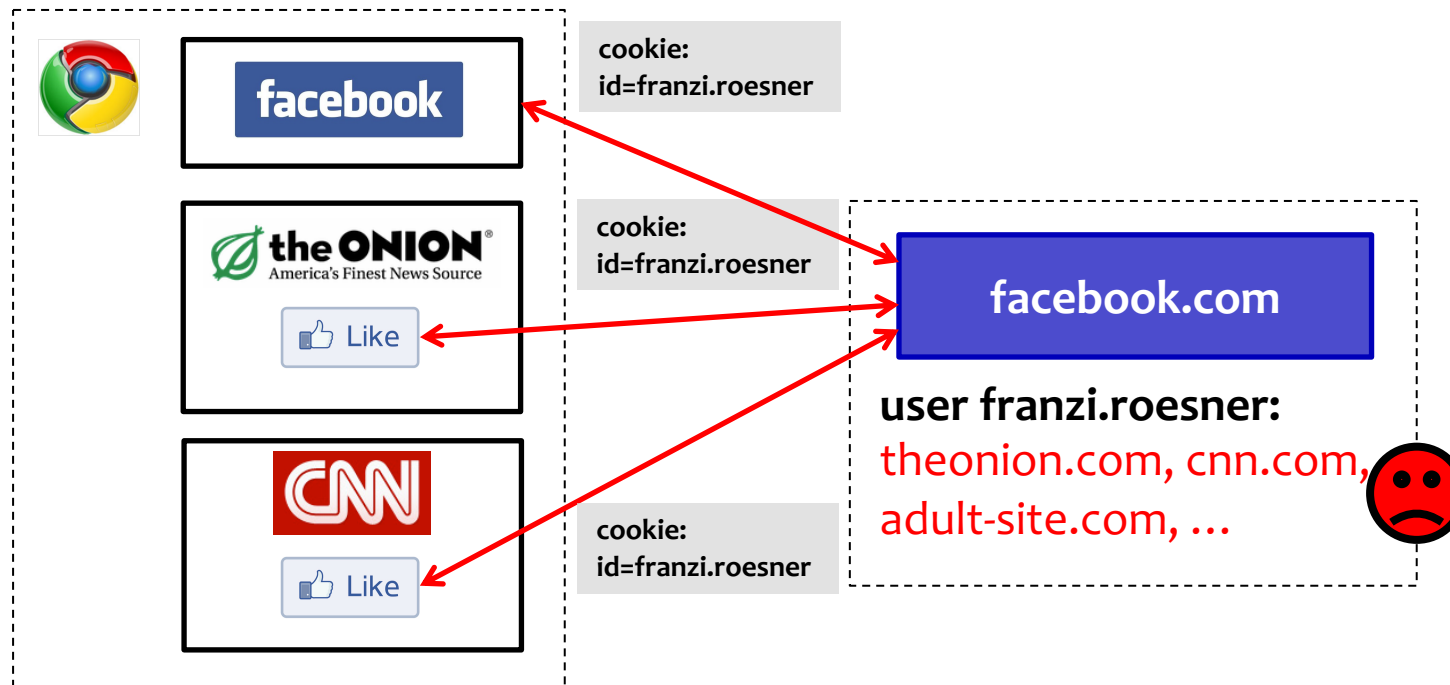 facebook
cookie:
id=franzi.roesner
the ONION®
America's Finest News Source
Like
cookie:
id=franzi.roesner
facebook.com
user franzi.roesner:
theonion.com, cnn.com,
adult-site.com, …
CNN
Like
cookie:
id=franzi.roesner